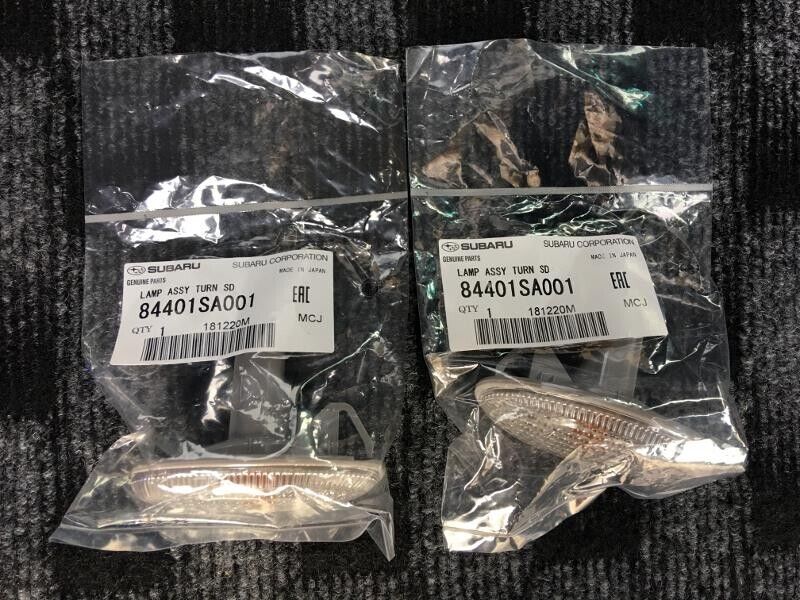 SUBARU SUBARU CORPORATION
GENUINE PARTS MADE IN JAPAN
LAMP ASSY TURN SD
84401SA001 EAC
QTY 1 181220M MCJ
SUBARU SUBARU CORPORATION
GENUINE PARTS MADE IN JAPAN
LAMP ASSY TURN SD
84401SA001 EAC
QTY 1 181220M MCJ